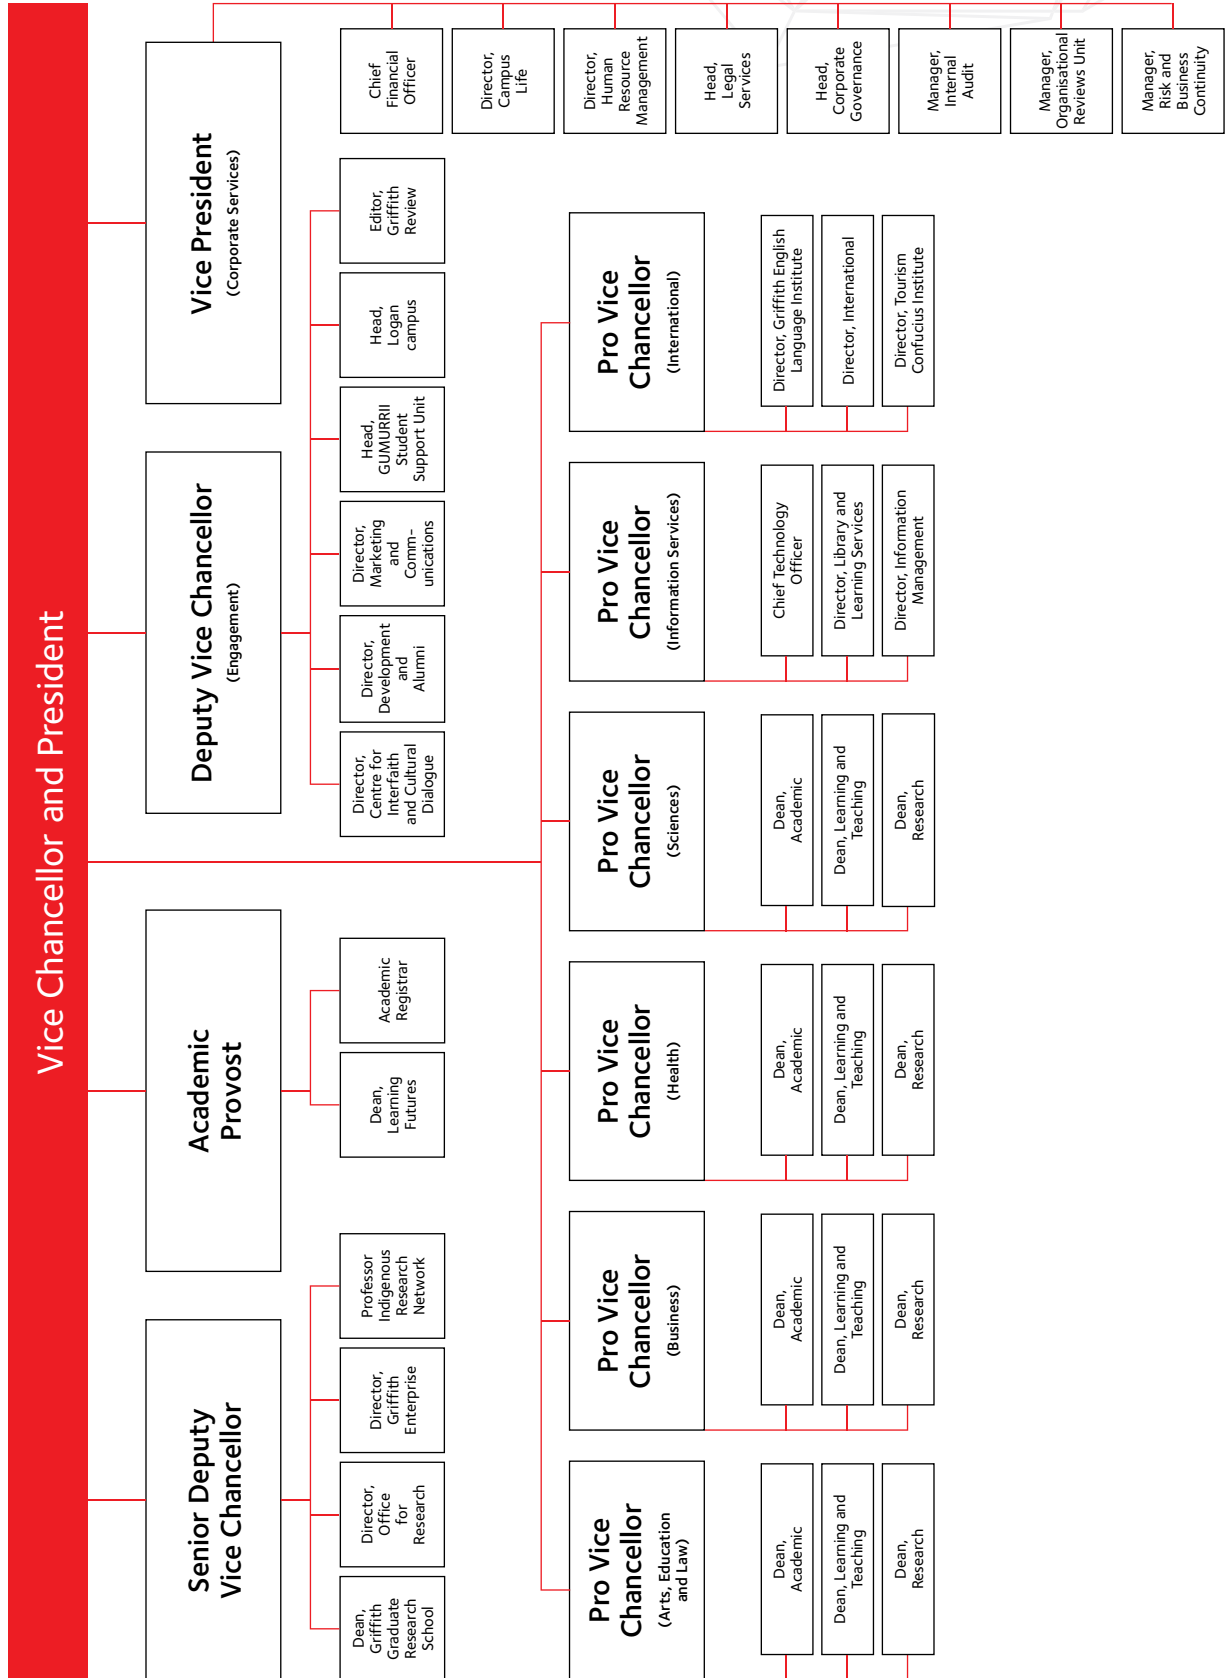 Vice Chancellor and President
Senior Deputy
Vice Chancellor
Dean,
Griffith
Graduate
Research
School
Director,
Office
for
Research
Director,
Griffith
Enterprise
Professor
Indigenous
Research
Network
Academic
Provost
Dean,
Learning
Futures
Academic
Registrar
Deputy Vice Chancellor
(Engagement)
Director,
Centre for
Interfaith
and Cultural
Dialogue
Director,
Development
and
Alumni
Director,
Marketing
and
Comm-
unications
Head,
GUMURRII
Student
Support Unit
Head,
Logan
campus
Editor,
Griffith
Review
Vice President
(Corporate Services)
Chief
Financial
Officer
Director,
Campus
Life
Director,
Human
Resource
Management
Head,
Legal
Services
Head,
Corporate
Governance
Manager,
Internal
Audit
Manager,
Organisational
Reviews Unit
Manager,
Risk and
Business
Continuity
Pro Vice
Chancellor
(Arts, Education
and Law)
Dean,
Academic
Dean, Learning and
Teaching
Dean,
Research
Pro Vice
Chancellor
(Business)
Dean,
Academic
Dean, Learning and
Teaching
Dean,
Research
Pro Vice
Chancellor
(Health)
Dean,
Academic
Dean, Learning and
Teaching
Dean,
Research
Pro Vice
Chancellor
(Sciences)
Dean,
Academic
Dean, Learning and
Teaching
Dean,
Research
Pro Vice
Chancellor
(Information Services)
Chief Technology
Officer
Director, Library and
Learning Services
Director, Information
Management
Pro Vice
Chancellor
(International)
Director, Griffith English
Language Institute
Director, International
Director, Tourism
Confucius Institute